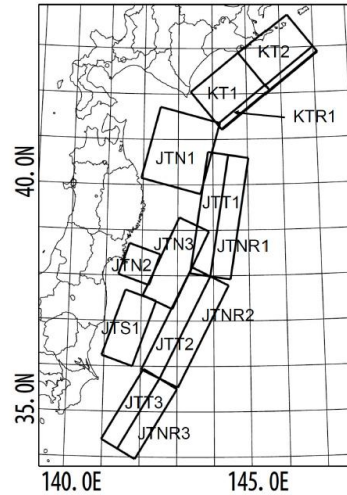 KT2
KT1
KTR1
JTN1
40.0N
JTT1
JTN3
JTNR1
JTN2
JTNR2
JTS1
JTT2
35.0N
JTT3
JTNR3
140.0E
145.0E